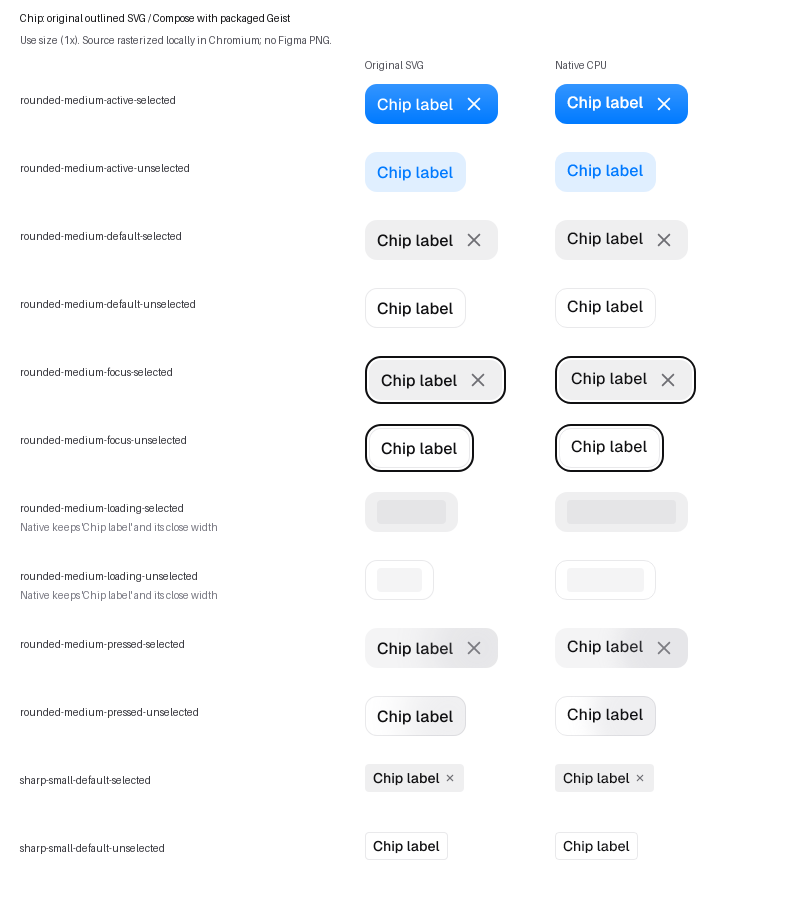 Chip: original outlined SVG / Compose with packaged Geist
Use size (1x). Source rasterized locally in Chromium; no Figma PNG.
Original SVG Native CPU
rounded-medium-active-selected Chip label Chip label
rounded-medium-active-unselected Chip label Chip label
rounded-medium-default-selected Chip label Chip label
rounded-medium-default-unselected Chip label Chip label
rounded-medium-focus-selected Chip label Chip label
rounded-medium-focus-unselected Chip label Chip label
rounded-medium-loading-selected
Native keeps 'Chip label' and its close width
rounded-medium-loading-unselected
Native keeps 'Chip label' and its close width
rounded-medium-pressed-selected Chip label Chip label
rounded-medium-pressed-unselected Chip label Chip label
sharp-small-default-selected Chip label × Chip label ×
sharp-small-default-unselected Chip label Chip label